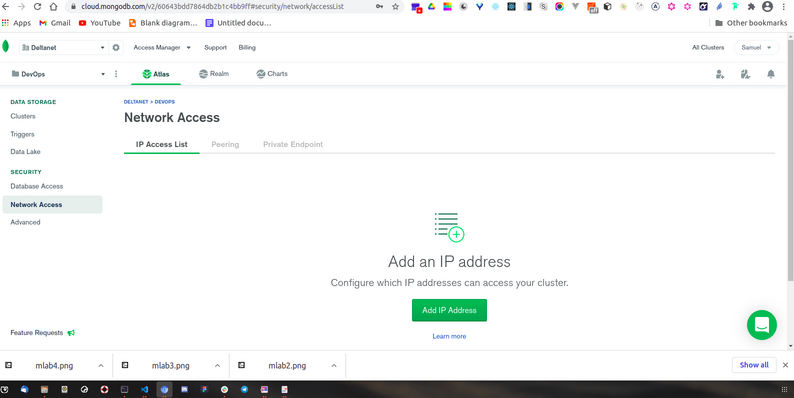 cloud.mongodb.com/v2/60643bdd7864db2b1c4bb9ff#security/network/accessList
Apps Gmail YouTube Blank diagram... Untitled docu... Other bookmarks
Deltanet Access Manager Support Billing All Clusters Samuel
DevOps Atlas Realm Charts
DATA STORAGE
Clusters
Triggers
Data Lake
SECURITY
Database Access
Network Access
Advanced
Feature Requests
DELTANET > DEVOPS
Network Access
IP Access List Peering Private Endpoint
Add an IP address
Configure which IP addresses can access your cluster.
Add IP Address
Learn more
mlab4.png mlab3.png mlab2.png Show all